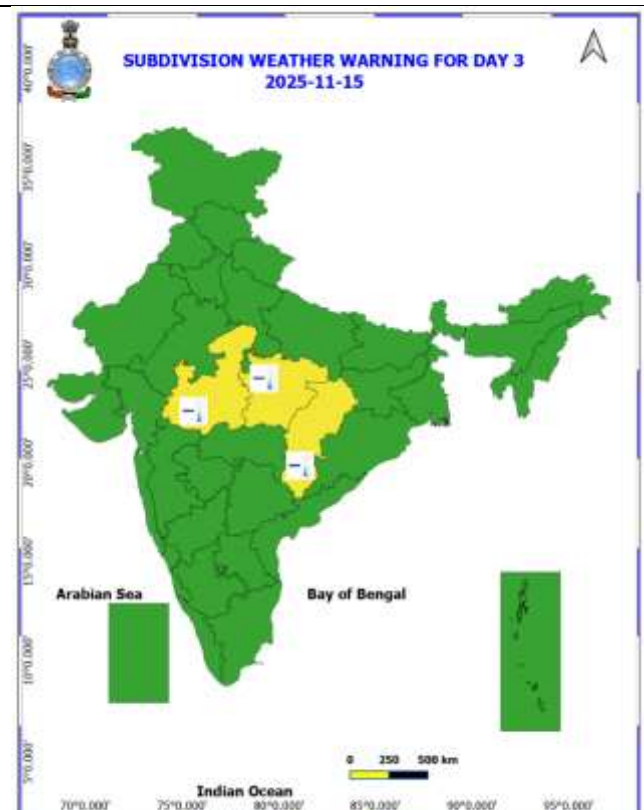 SUBDIVISION WEATHER WARNING FOR DAY 3
2025-11-15
40°0.000'
35°0.000'
30°0.000'
25°0.000'
20°0.000'
15°0.000'
10°0.000'
5°0.000'
Arabian Sea
Bay of Bengal
0 250 500 km
Indian Ocean
70°0.000' 75°0.000' 80°0.000' 85°0.000' 90°0.000' 95°0.000'